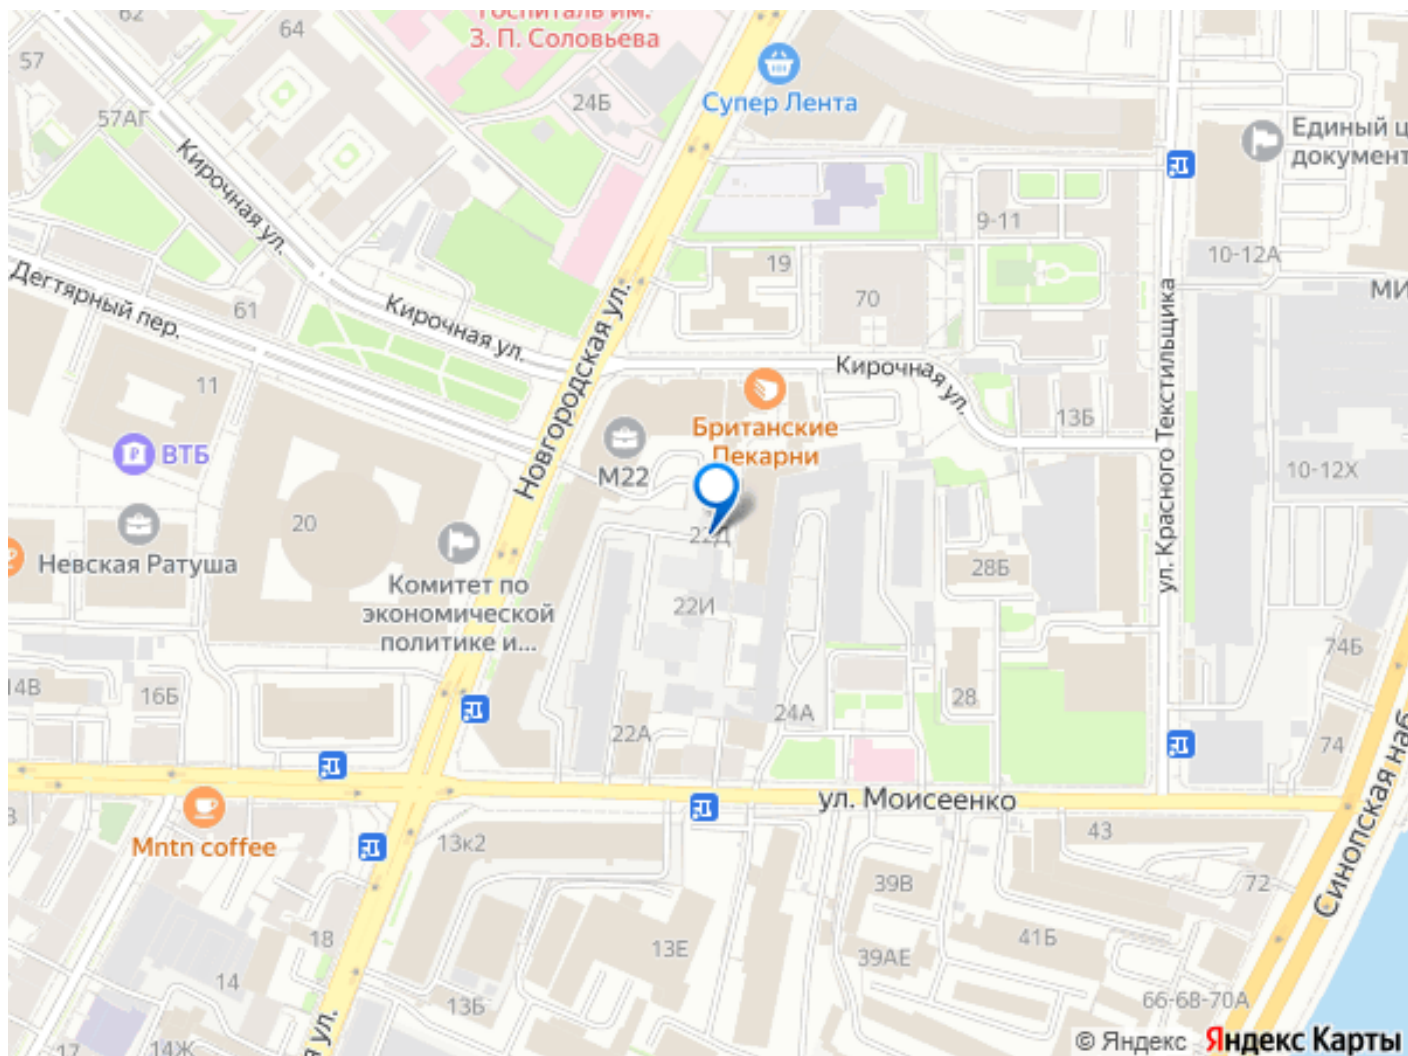 Госпиталь им.
З. П. Соловьева
62
64
57
57АГ
24Б
Супер Лента
Единый ц
документ
Кирочная ул.
9-11
10-12А
19
70
МИ
Дегтярный пер.
61
Кирочная ул.
Новгородская ул.
Кирочная ул.
ул. Красного Текстильщика
11
13Б
Британские
Пекарни
ВТБ
М22
10-12Х
20
22Д
Невская Ратуша
Комитет по
экономической
политике и...
28Б
22И
74Б
14В
16Б
28
24А
22А
74
Синопская наб
ул. Моисеенко
Mntn coffee
13к2
43
39В
72
18
13Е
41Б
39АЕ
14
13Б
66-68-70А
я ул.
17
14Ж
© Яндекс Яндекс Карты